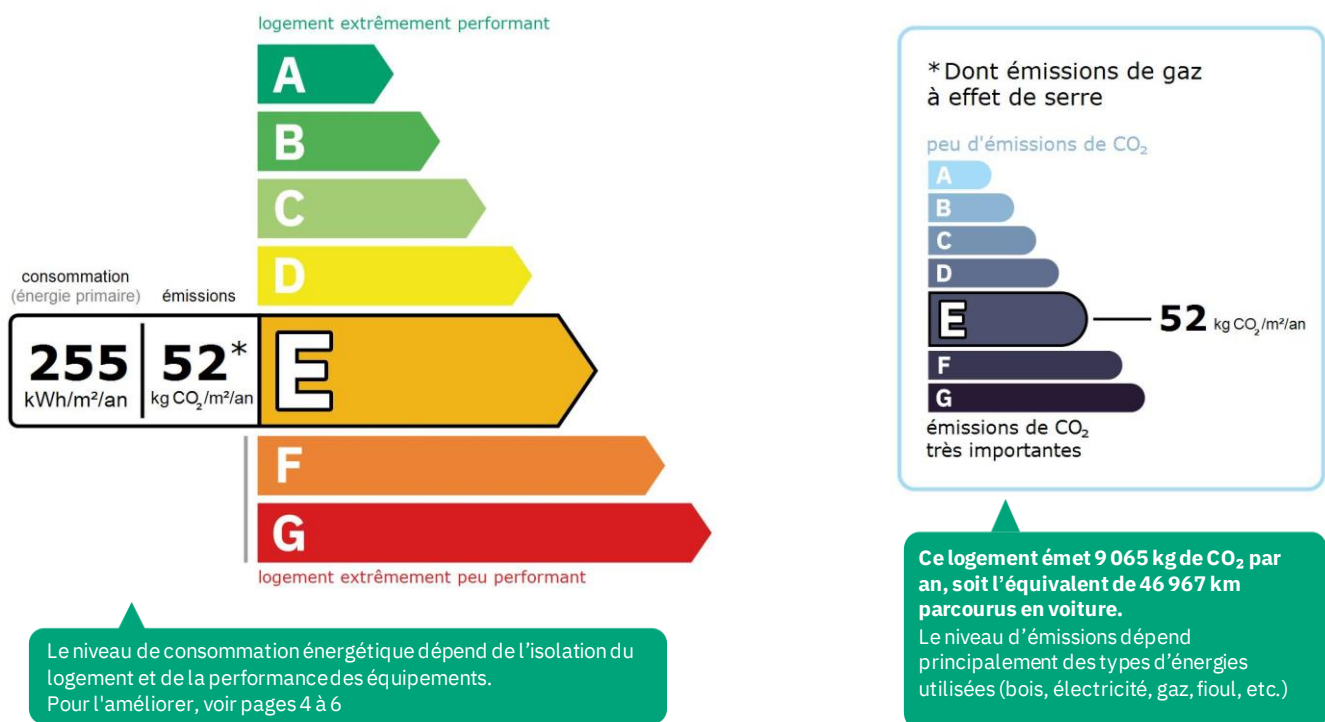 logement extrêmement performant
A
B
C
D
consommation
(énergie primaire)
émissions
255
kWh/m²/an
52*
kg CO₂/m²/an
E
F
G
logement extrêmement peu performant
Le niveau de consommation énergétique dépend de l'isolation du
logement et de la performance des équipements.
Pour l'améliorer, voir pages 4 à 6
*Dont émissions de gaz
à effet de serre
peu d'émissions de CO₂
A
B
C
D
E
52 kg CO₂/m²/an
F
G
émissions de CO₂
très importantes
Ce logement émet 9 065 kg de CO₂ par
an, soit l’équivalent de 46 967 km
parcourus en voiture.
Le niveau d’émissions dépend
principalement des types d’énergies
utilisées (bois, électricité, gaz, fioul, etc.)